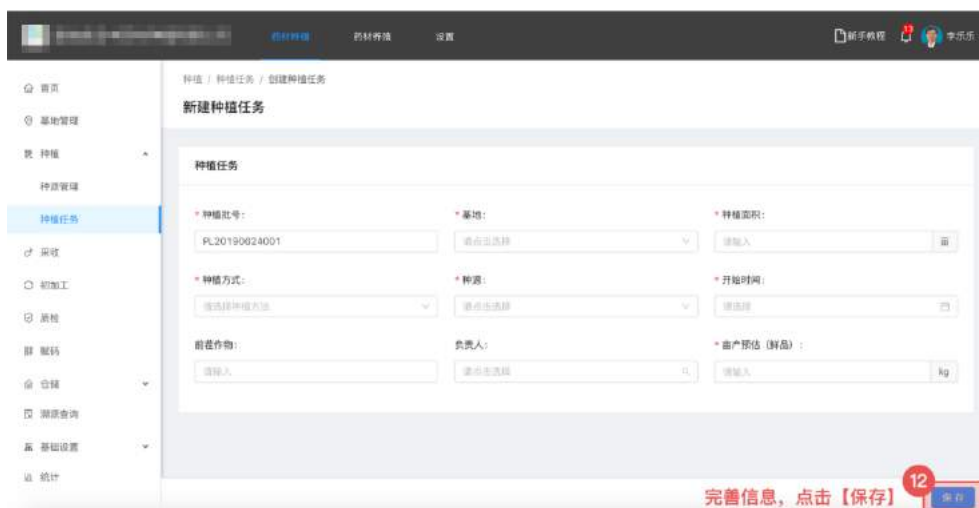 药材种植 药材养殖 设置 新手教程 13 李乐乐
首页
基地管理
种植
种源管理
种植任务
采收
初加工
质检
赋码
仓储
溯源查询
基础设置
统计
种植 / 种植任务 / 创建种植任务
新建种植任务
种植任务
* 种植批号: * 基地: * 种植面积:
PL20190624001 请点击选择 请输入 亩
* 种植方式: * 种源: * 开始时间:
请选择种植方法 请点击选择 请选择
前茬作物: 负责人: * 亩产预估（鲜品）:
请输入 请点击选择 请输入 kg
完善信息，点击【保存】 12 保存